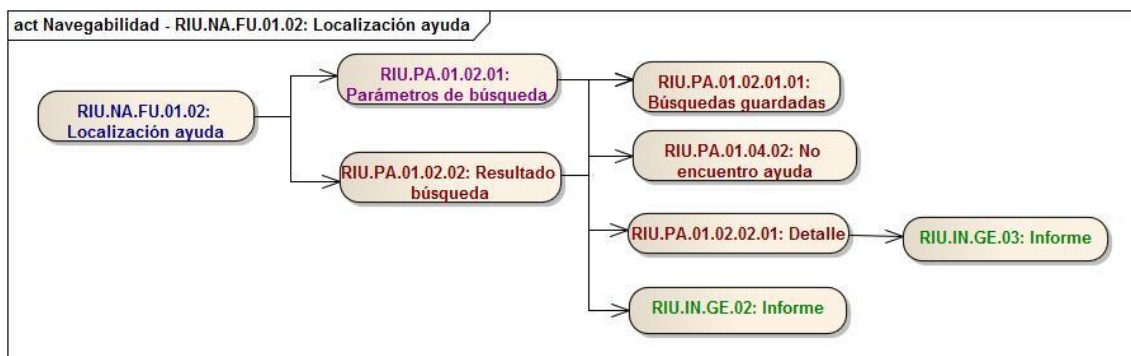 act Navegabilidad - RIU.NA.FU.01.02: Localización ayuda
RIU.NA.FU.01.02:
Localización ayuda
RIU.PA.01.02.01:
Parámetros de búsqueda
RIU.PA.01.02.02: Resultado
búsqueda
RIU.PA.01.02.01.01:
Búsquedas guardadas
RIU.PA.01.04.02: No
encuentro ayuda
RIU.PA.01.02.02.01: Detalle
RIU.IN.GE.03: Informe
RIU.IN.GE.02: Informe